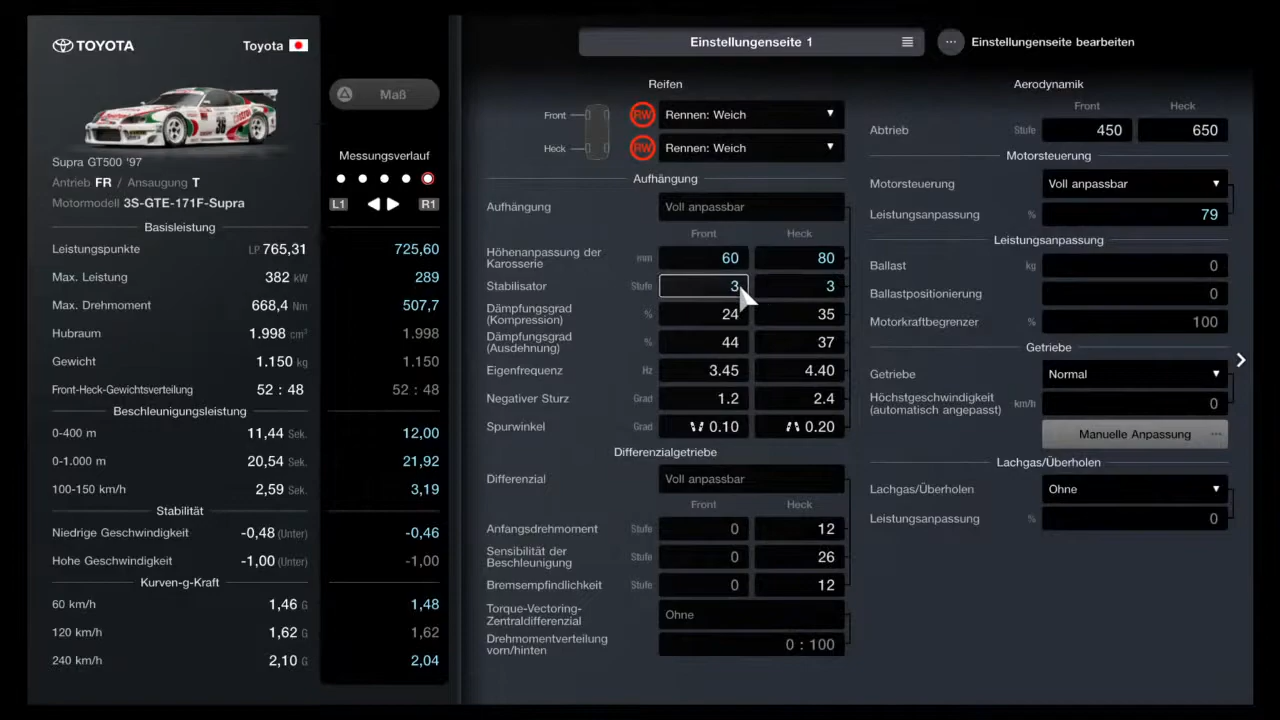 TOYOTA
Toyota
Supra GT500 '97
Antrieb FR / Ansaugung T
Motormodell 3S-GTE-171F-Supra
Basisleistung
Leistungspunkte LP 765,31
Max. Leistung 382 kW
Max. Drehmoment 668,4 Nm
Hubraum 1.998 cm³
Gewicht 1.150 kg
Front-Heck-Gewichtsverteilung 52 : 48
Beschleunigungsleistung
0-400 m 11,44 Sek.
0-1.000 m 20,54 Sek.
100-150 km/h 2,59 Sek.
Stabilität
Niedrige Geschwindigkeit -0,48 (Unter)
Hohe Geschwindigkeit -1,00 (Unter)
Kurven-g-Kraft
60 km/h 1,46 G
120 km/h 1,62 G
240 km/h 2,10 G
Maß
Messungsverlauf
L1 R1
725,60
289
507,7
1.998
1.150
52 : 48
12,00
21,92
3,19
-0,46
-1,00
1,48
1,62
2,04
Einstellungenseite 1
Einstellungenseite bearbeiten
Reifen
Front RW Rennen: Weich
Heck RW Rennen: Weich
Aufhängung
Aufhängung Voll anpassbar
Front Heck
Höhenanpassung der
Karosserie mm 60 80
Stabilisator Stufe 3 3
Dämpfungsgrad
(Kompression) % 24 35
Dämpfungsgrad
(Ausdehnung) % 44 37
Eigenfrequenz Hz 3.45 4.40
Negativer Sturz Grad 1.2 2.4
Spurwinkel Grad 0.10 0.20
Differenzialgetriebe
Differenzial Voll anpassbar
Front Heck
Anfangsdrehmoment Stufe 0 12
Sensibilität der
Beschleunigung Stufe 0 26
Bremsempfindlichkeit Stufe 0 12
Torque-Vectoring-
Zentraldifferenzial Ohne
Drehmomentverteilung
vorn/hinten 0 : 100
Aerodynamik
Front Heck
Abtrieb Stufe 450 650
Motorsteuerung
Motorsteuerung Voll anpassbar
Leistungsanpassung % 79
Leistungsanpassung
Ballast kg 0
Ballastpositionierung 0
Motorkraftbegrenzer % 100
Getriebe
Getriebe Normal
Höchstgeschwindigkeit
(automatisch angepasst) km/h 0
Manuelle Anpassung
Lachgas/Überholen
Lachgas/Überholen Ohne
Leistungsanpassung % 0